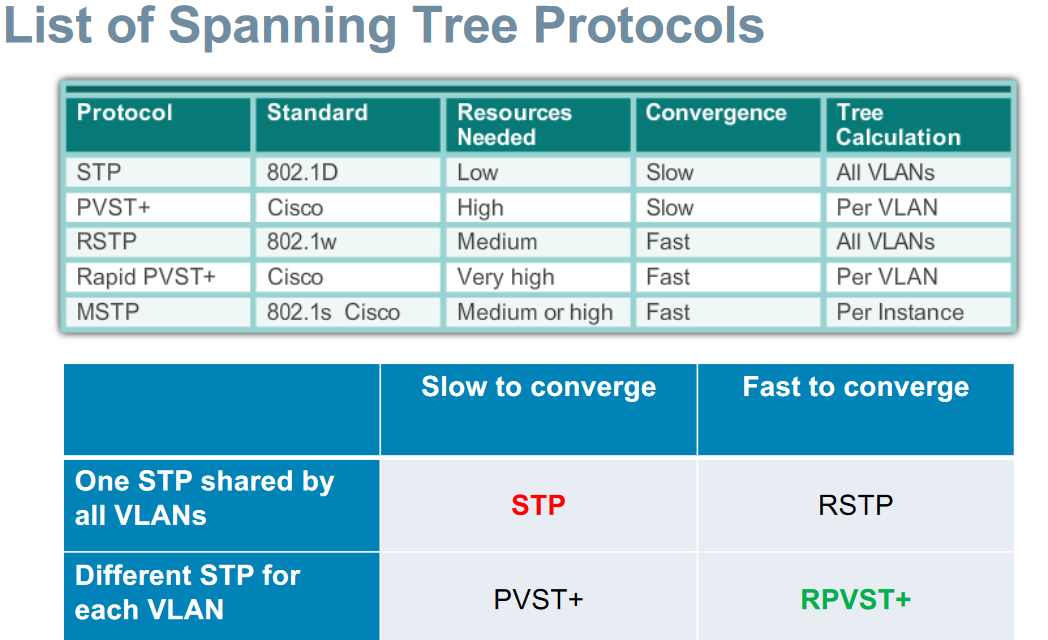 List of Spanning Tree Protocols
Protocol Standard Resources Needed Convergence Tree Calculation
STP 802.1D Low Slow All VLANs
PVST+ Cisco High Slow Per VLAN
RSTP 802.1w Medium Fast All VLANs
Rapid PVST+ Cisco Very high Fast Per VLAN
MSTP 802.1s Cisco Medium or high Fast Per Instance
Slow to converge Fast to converge
One STP shared by all VLANs STP RSTP
Different STP for each VLAN PVST+ RPVST+